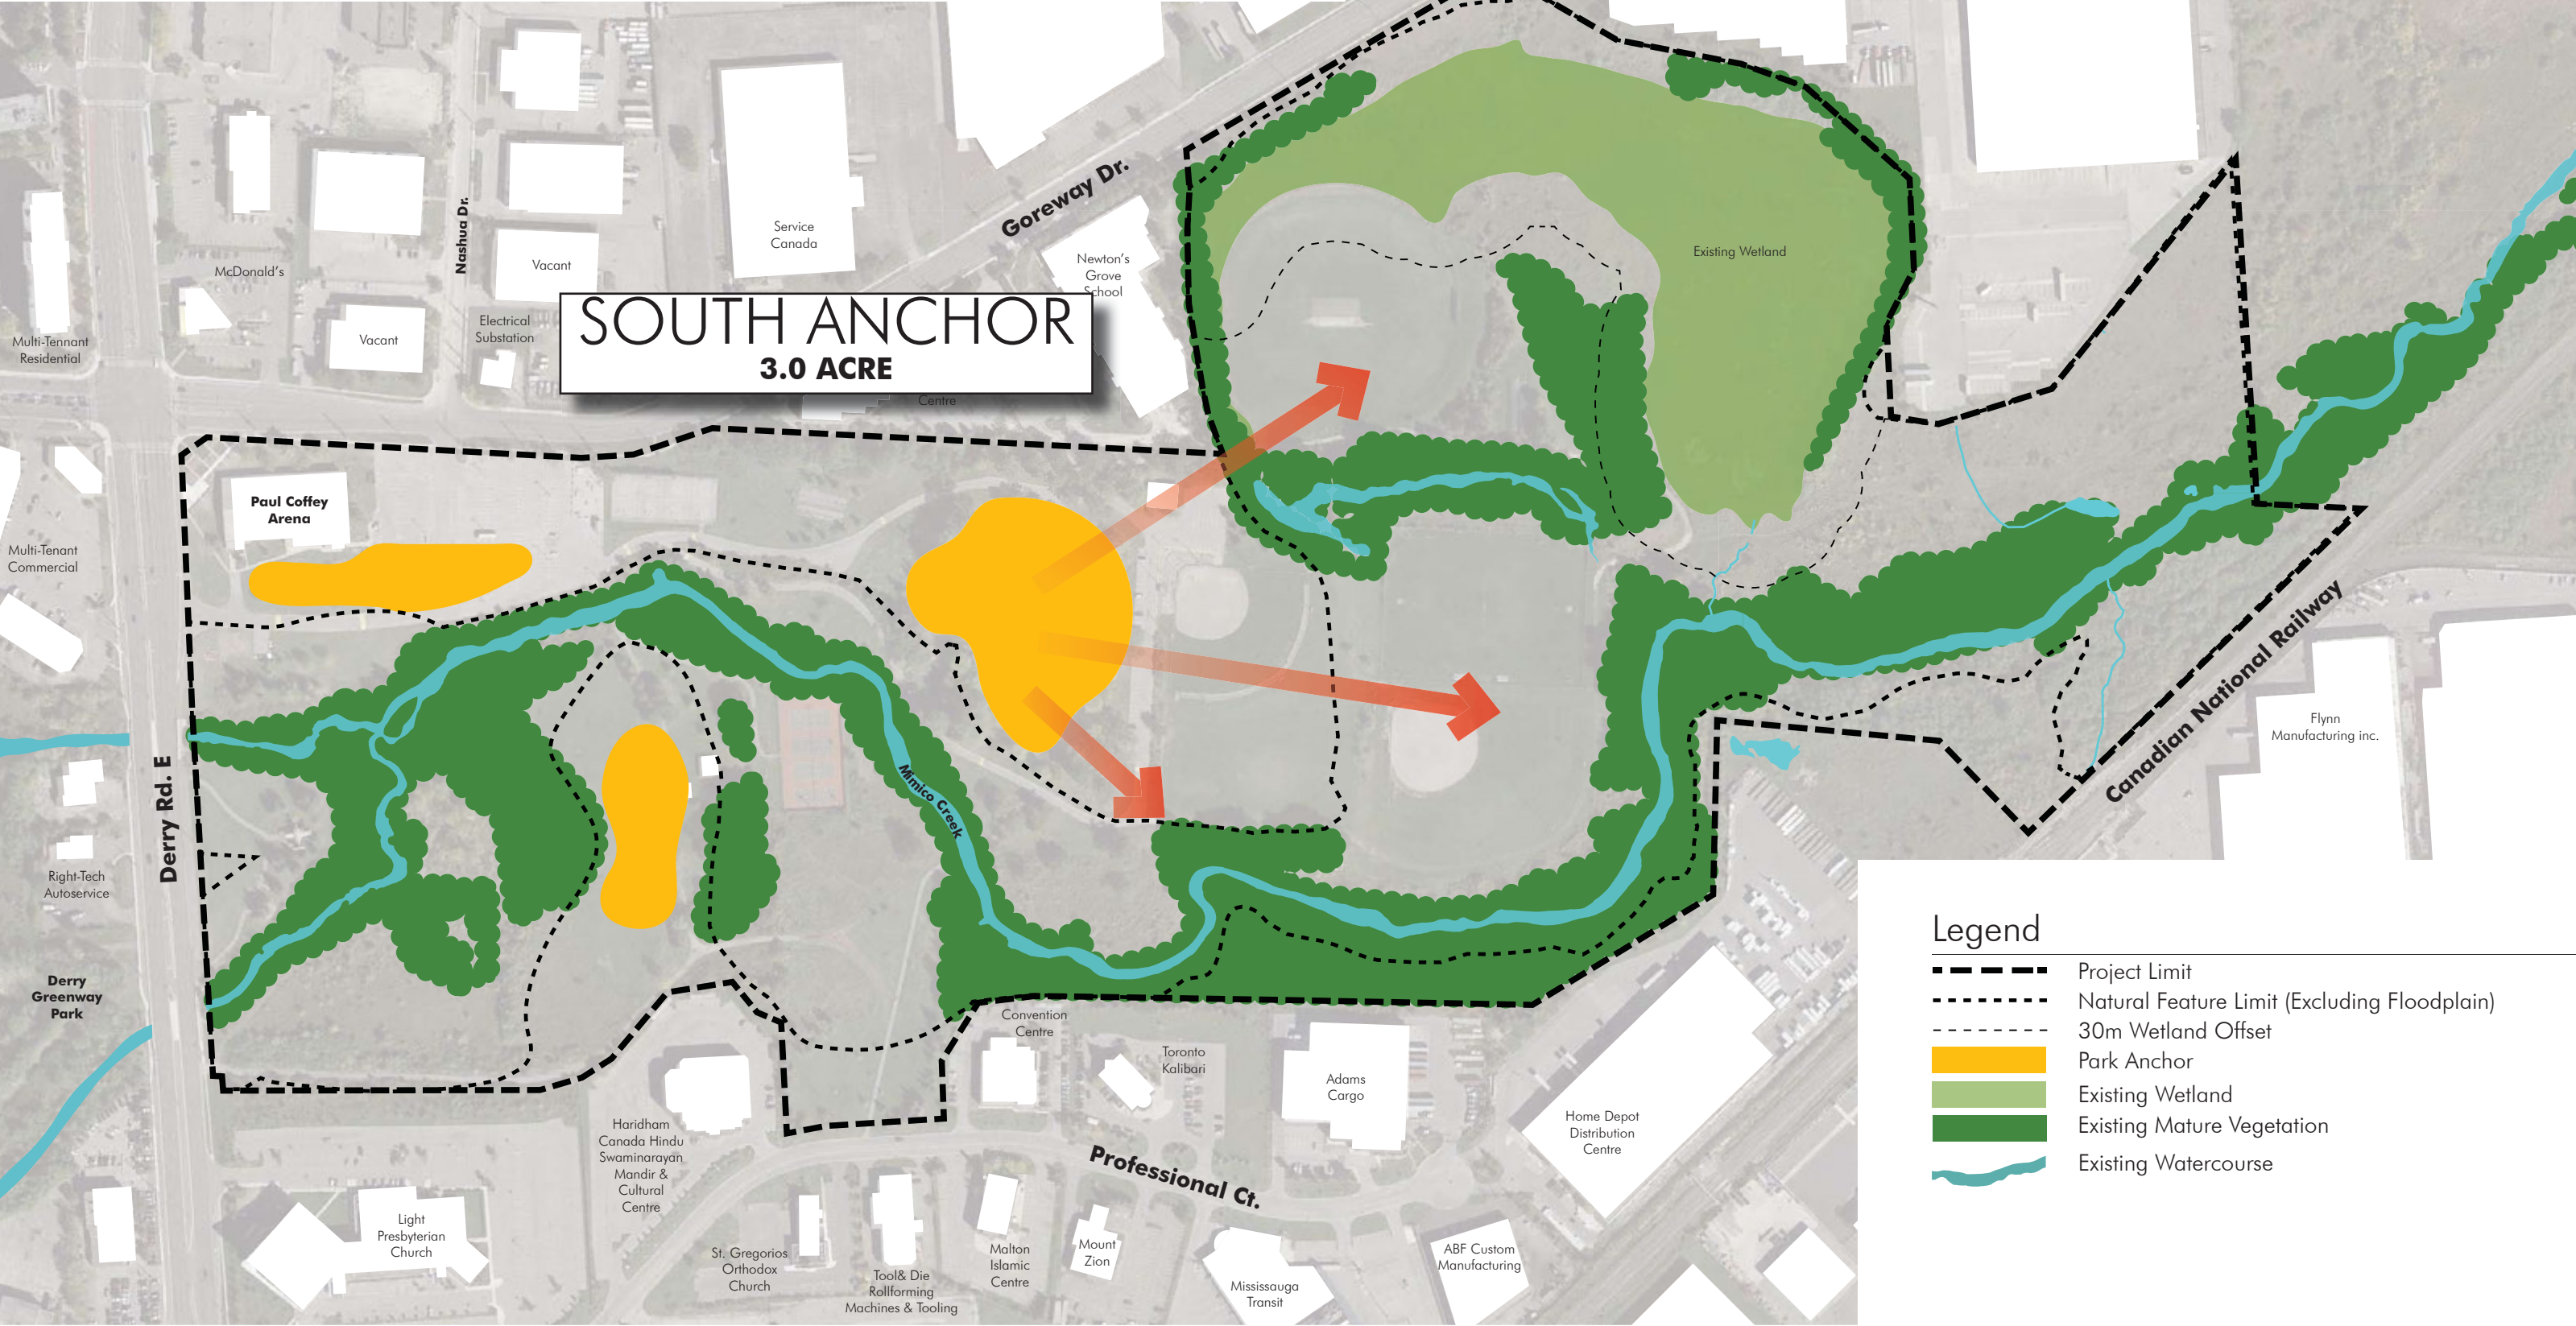 SOUTH ANCHOR
3.0 ACRE
Goreway Dr.
Nashua Dr.
Service
Canada
Newton's
Grove
School
Existing Wetland
McDonald's
Vacant
Vacant
Electrical
Substation
Multi-Tennant
Residential
Centre
Paul Coffey
Arena
Multi-Tenant
Commercial
Derry Rd. E
Mimico Creek
Canadian National Railway
Flynn
Manufacturing inc.
Right-Tech
Autoservice
Derry
Greenway
Park
Convention
Centre
Toronto
Kalibari
Adams
Cargo
Home Depot
Distribution
Centre
Haridham
Canada Hindu
Swaminarayan
Mandir &
Cultural
Centre
Professional Ct.
Light
Presbyterian
Church
St. Gregorios
Orthodox
Church
Tool& Die
Rollforming
Machines & Tooling
Malton
Islamic
Centre
Mount
Zion
Mississauga
Transit
ABF Custom
Manufacturing
Legend
Project Limit
Natural Feature Limit (Excluding Floodplain)
30m Wetland Offset
Park Anchor
Existing Wetland
Existing Mature Vegetation
Existing Watercourse